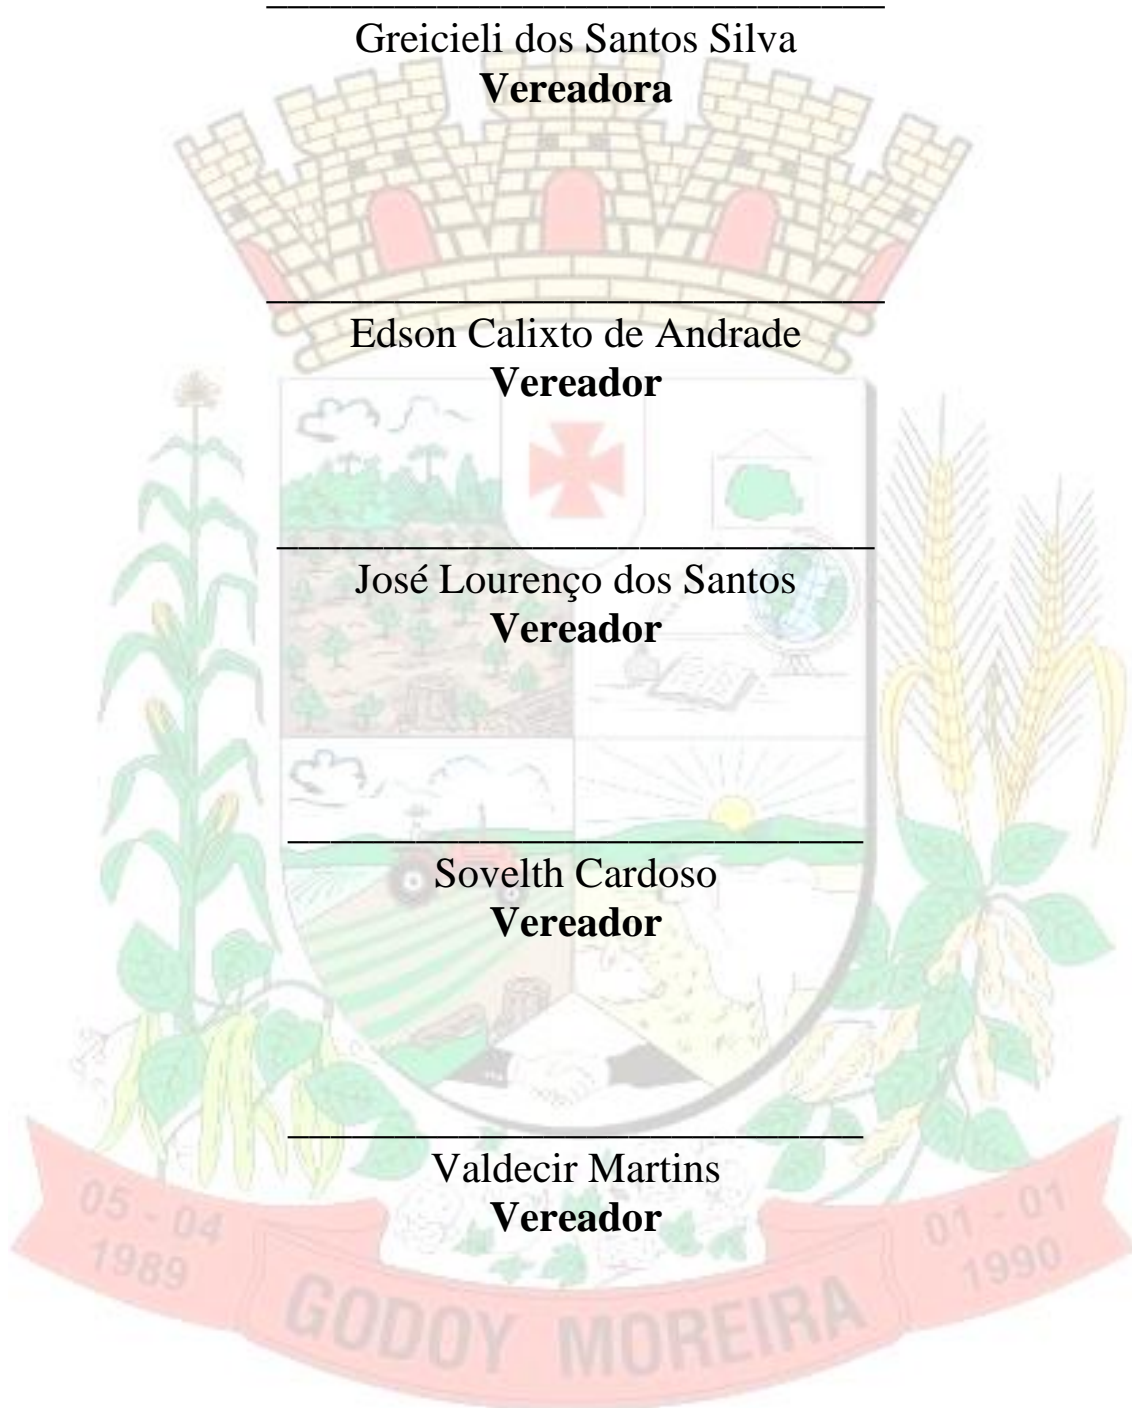 Greicieli dos Santos Silva
Vereadora
Edson Calixto de Andrade
Vereador
José Lourenço dos Santos
Vereador
Sovelth Cardoso
Vereador
Valdecir Martins
Vereador
05 - 04
1989
GODOY MOREIRA
01 - 01
1990